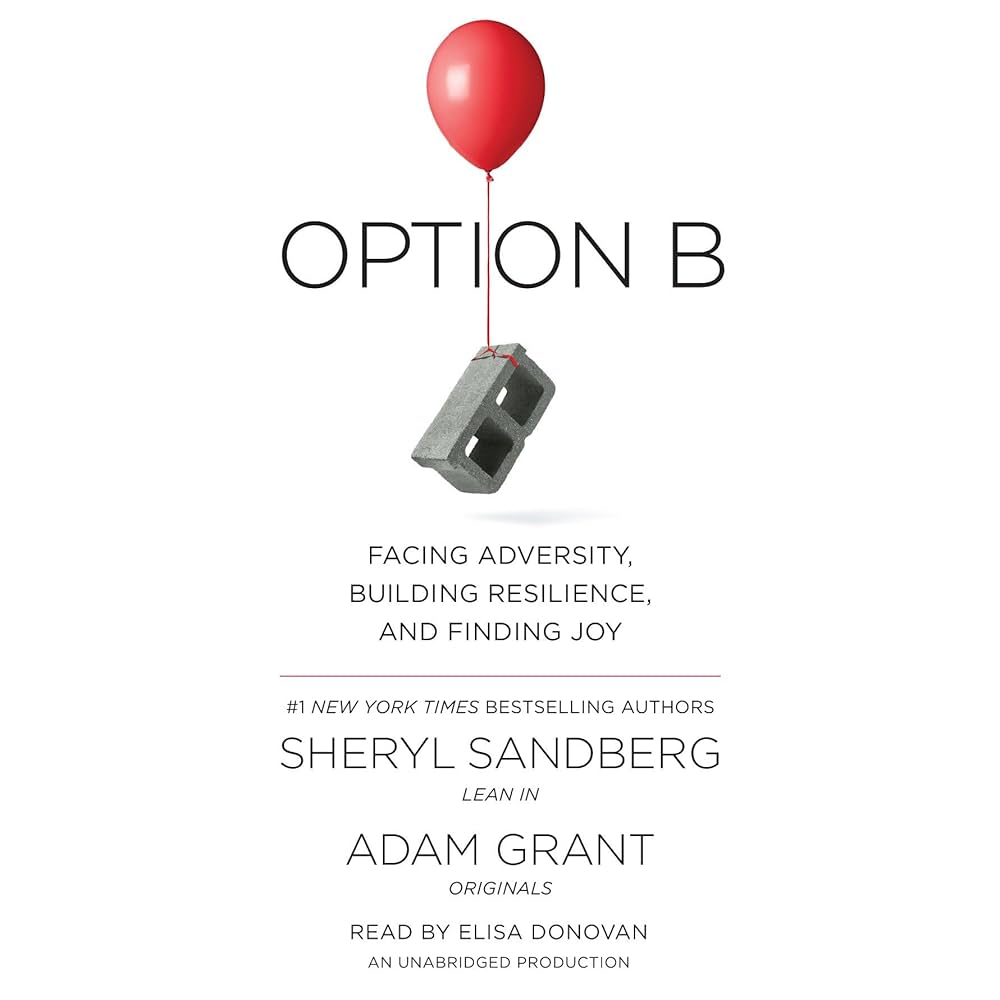 OPTION B
FACING ADVERSITY,
BUILDING RESILIENCE,
AND FINDING JOY
#1 NEW YORK TIMES BESTSELLING AUTHORS
SHERYL SANDBERG
LEAN IN
ADAM GRANT
ORIGINALS
READ BY ELISA DONOVAN
AN UNABRIDGED PRODUCTION